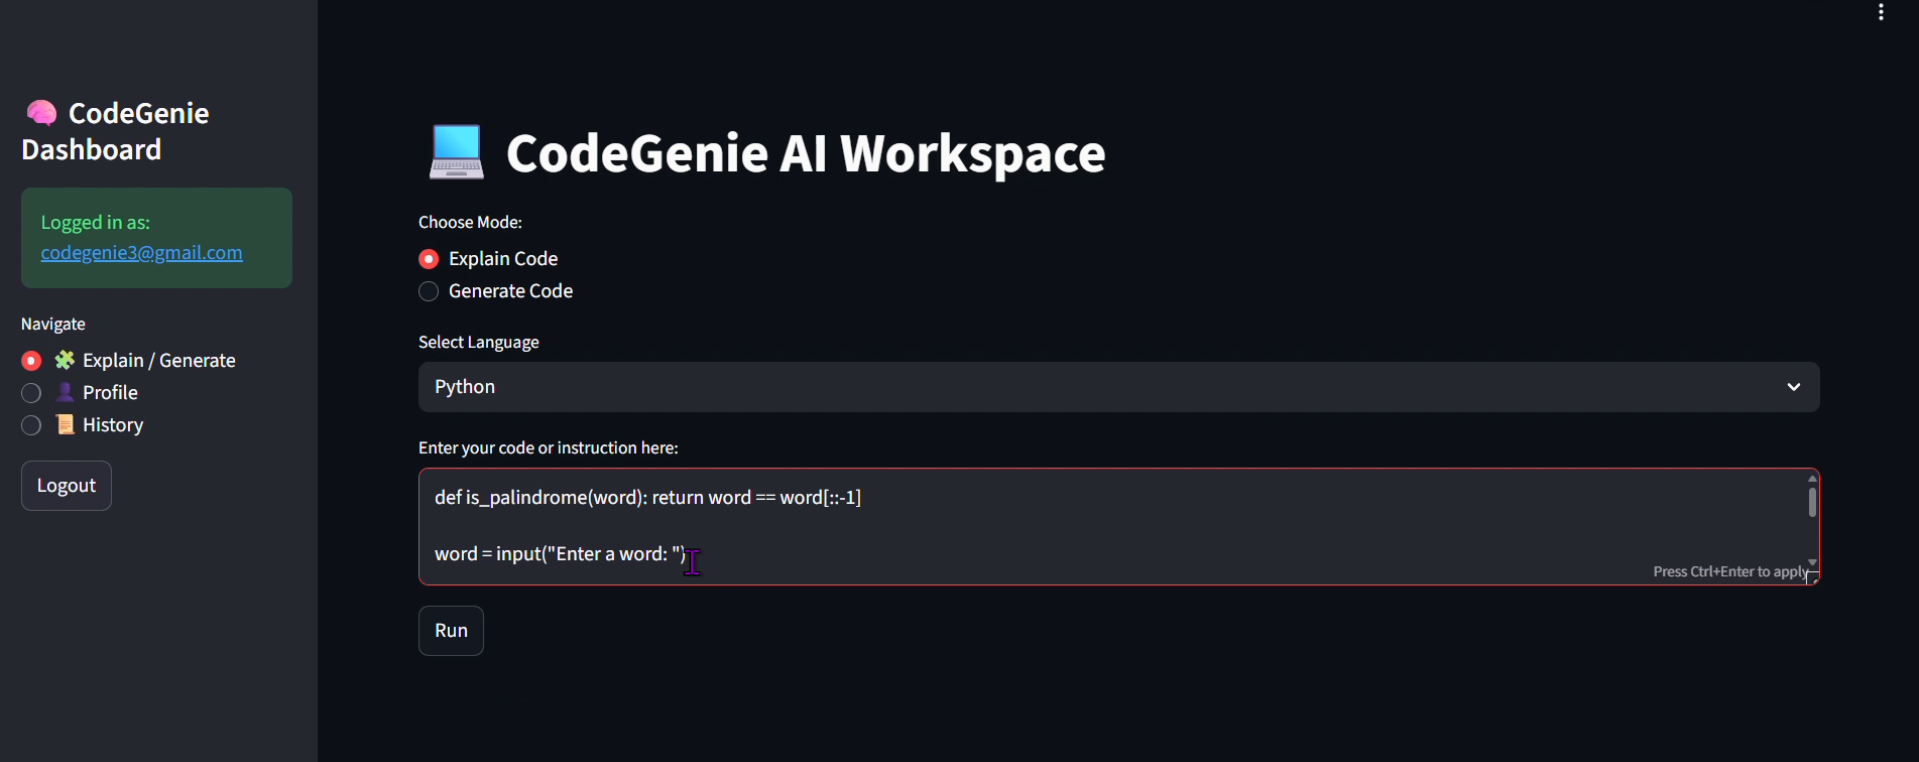 CodeGenie
Dashboard
Logged in as:
codegenie3@gmail.com
Navigate
Explain / Generate
Profile
History
Logout
CodeGenie AI Workspace
Choose Mode:
Explain Code
Generate Code
Select Language
Python
Enter your code or instruction here:
def is_palindrome(word): return word == word[::-1]
word = input("Enter a word: ")
Press Ctrl+Enter to apply
Run